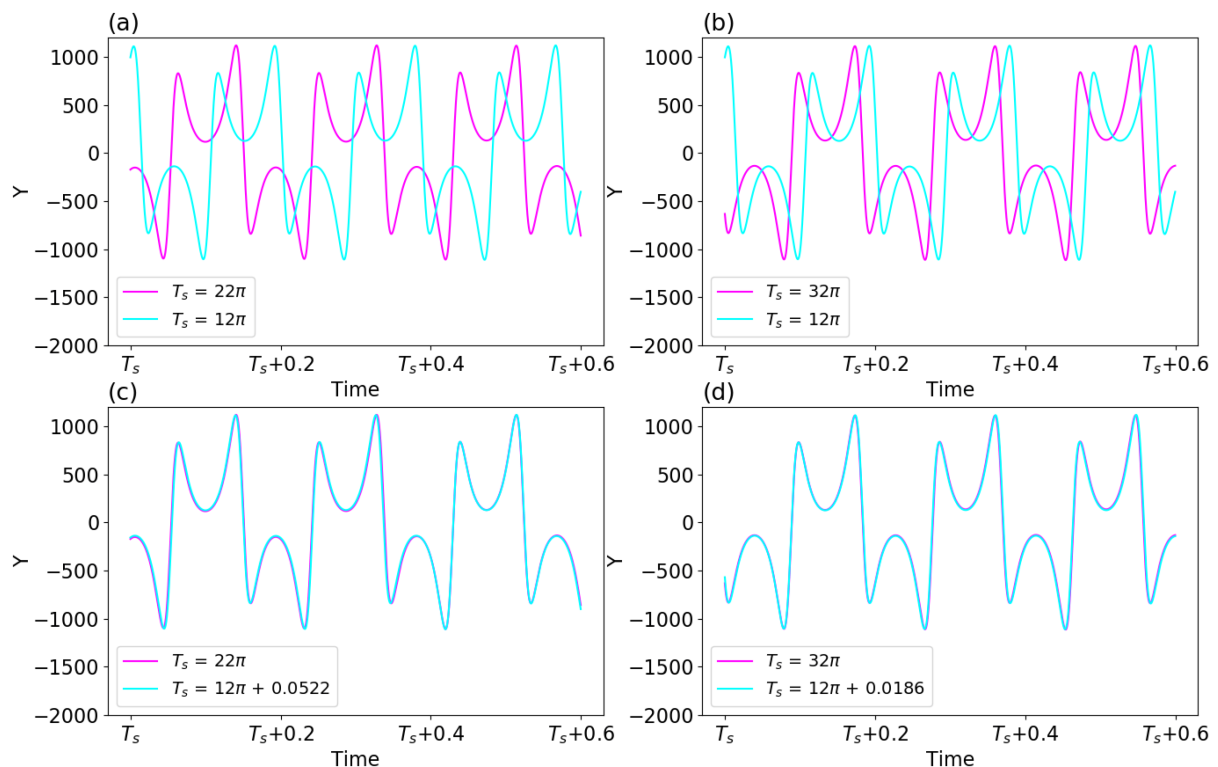 (a)
1000
500
0
−500
−1000
−1500
−2000
Y
T_s = 22π
T_s = 12π
T_s
T_s+0.2
T_s+0.4
T_s+0.6
Time
(b)
1000
500
0
−500
−1000
−1500
−2000
Y
T_s = 32π
T_s = 12π
T_s
T_s+0.2
T_s+0.4
T_s+0.6
Time
(c)
1000
500
0
−500
−1000
−1500
−2000
Y
T_s = 22π
T_s = 12π + 0.0522
T_s
T_s+0.2
T_s+0.4
T_s+0.6
Time
(d)
1000
500
0
−500
−1000
−1500
−2000
Y
T_s = 32π
T_s = 12π + 0.0186
T_s
T_s+0.2
T_s+0.4
T_s+0.6
Time